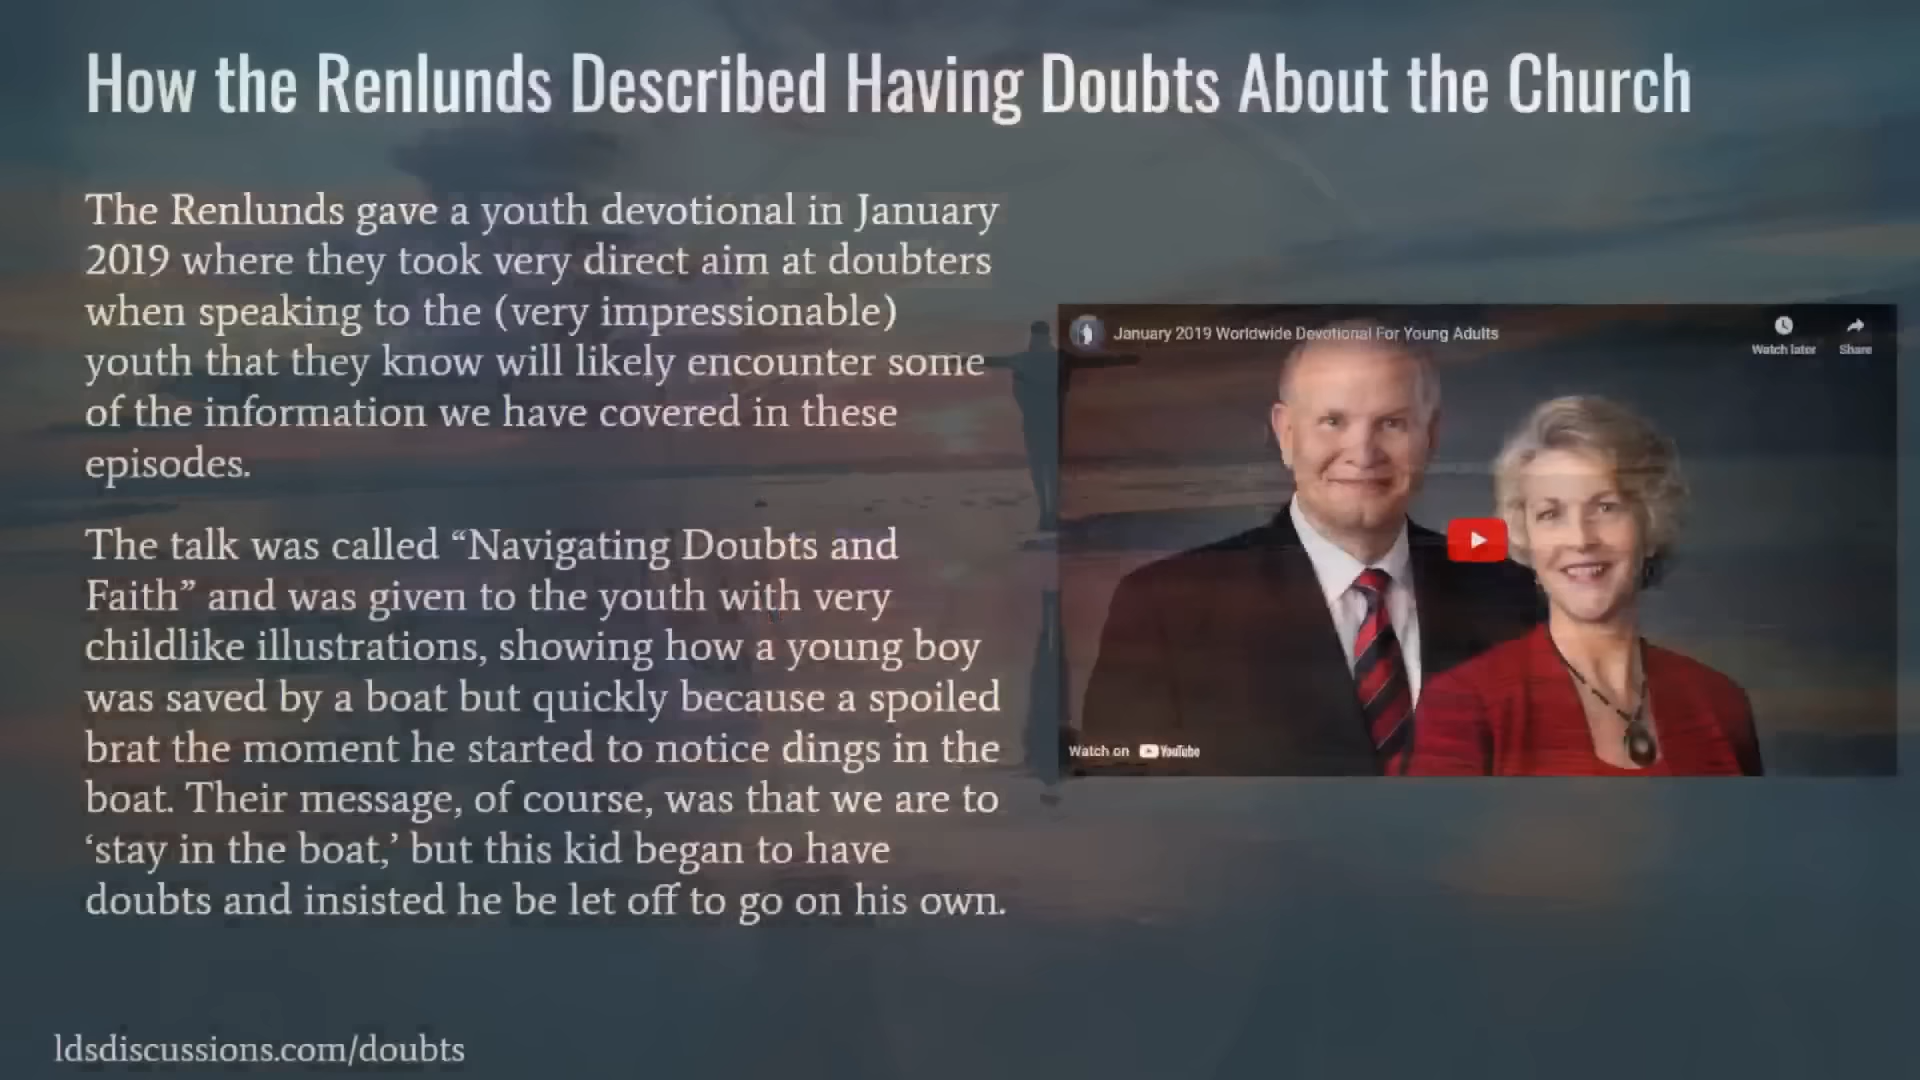 How the Renlunds Described Having Doubts About the Church
The Renlunds gave a youth devotional in January
2019 where they took very direct aim at doubters
when speaking to the (very impressionable)
youth that they know will likely encounter some
of the information we have covered in these
episodes.
The talk was called “Navigating Doubts and
Faith” and was given to the youth with very
childlike illustrations, showing how a young boy
was saved by a boat but quickly because a spoiled
brat the moment he started to notice dings in the
boat. Their message, of course, was that we are to
‘stay in the boat,’ but this kid began to have
doubts and insisted he be let off to go on his own.
January 2019 Worldwide Devotional For Young Adults
Watch later
Share
Watch on YouTube
ldsdiscussions.com/doubts